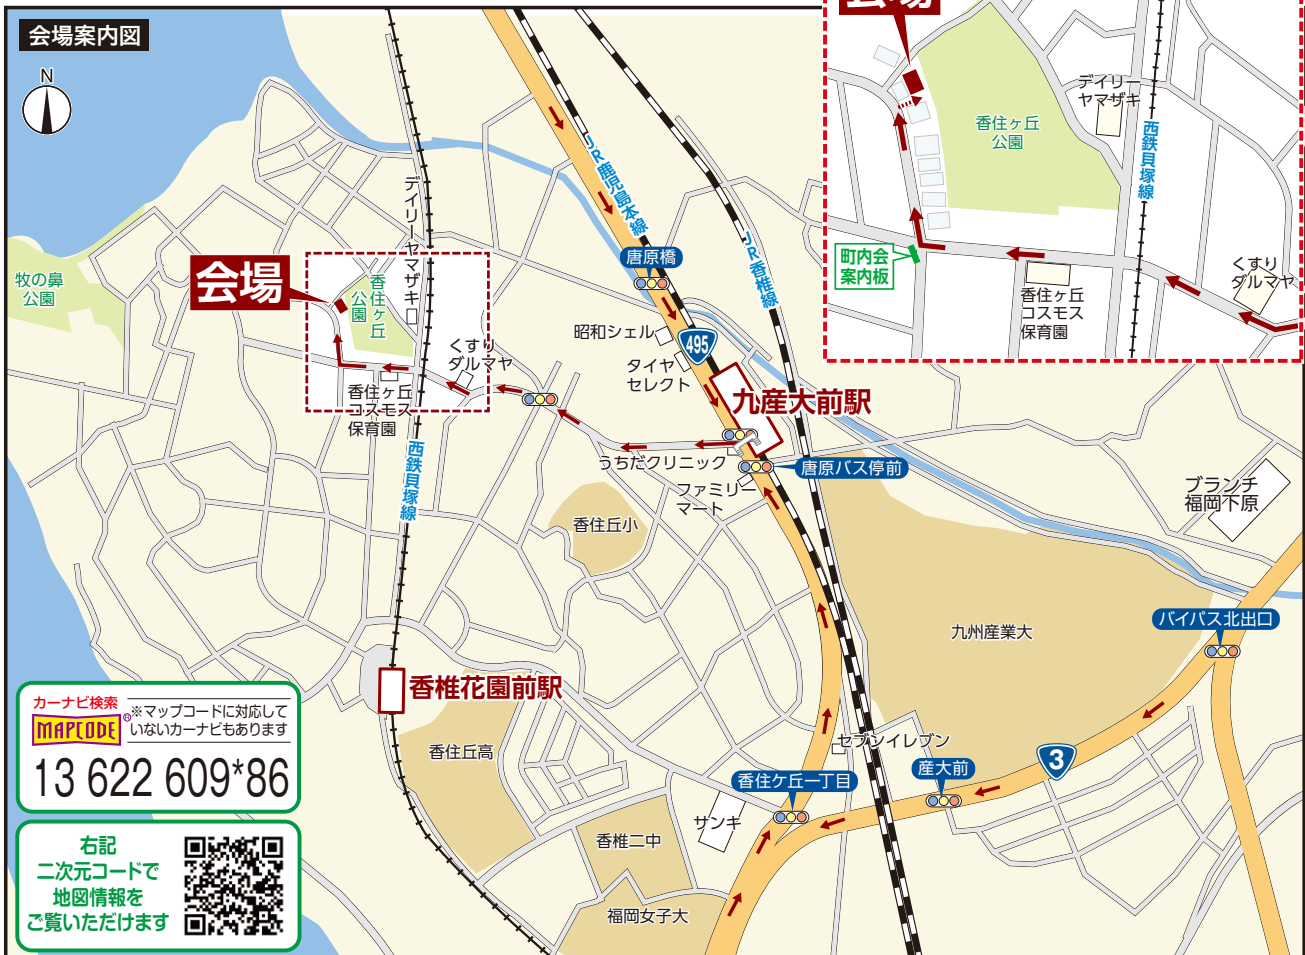 会場案内図
N
会場
デイリー
ヤマザキ
香住ヶ丘
公園
西鉄貝塚線
町内会
案内板
香住ヶ丘
コスモス
保育園
くすり
ダルマヤ
JR鹿児島本線
JR香椎線
デイリーヤマザキ
唐原橋
牧の鼻
公園
会場
香住ヶ丘
公園
昭和シェル
495
タイヤ
セレクト
くすり
ダルマヤ
九産大前駅
香住ヶ丘
コスモス
保育園
西鉄貝塚線
うちだクリニック
唐原バス停前
ファミリー
マート
ブランチ
福岡下原
香住丘小
九州産業大
バイパス北出口
香椎花園前駅
カーナビ検索
MAPCODE®
※マップコードに対応して
いないカーナビもあります
13 622 609*86
香住丘高
セブンイレブン
3
産大前
香住ケ丘一丁目
サンキ
香椎二中
福岡女子大
右記
二次元コードで
地図情報を
ご覧いただけます